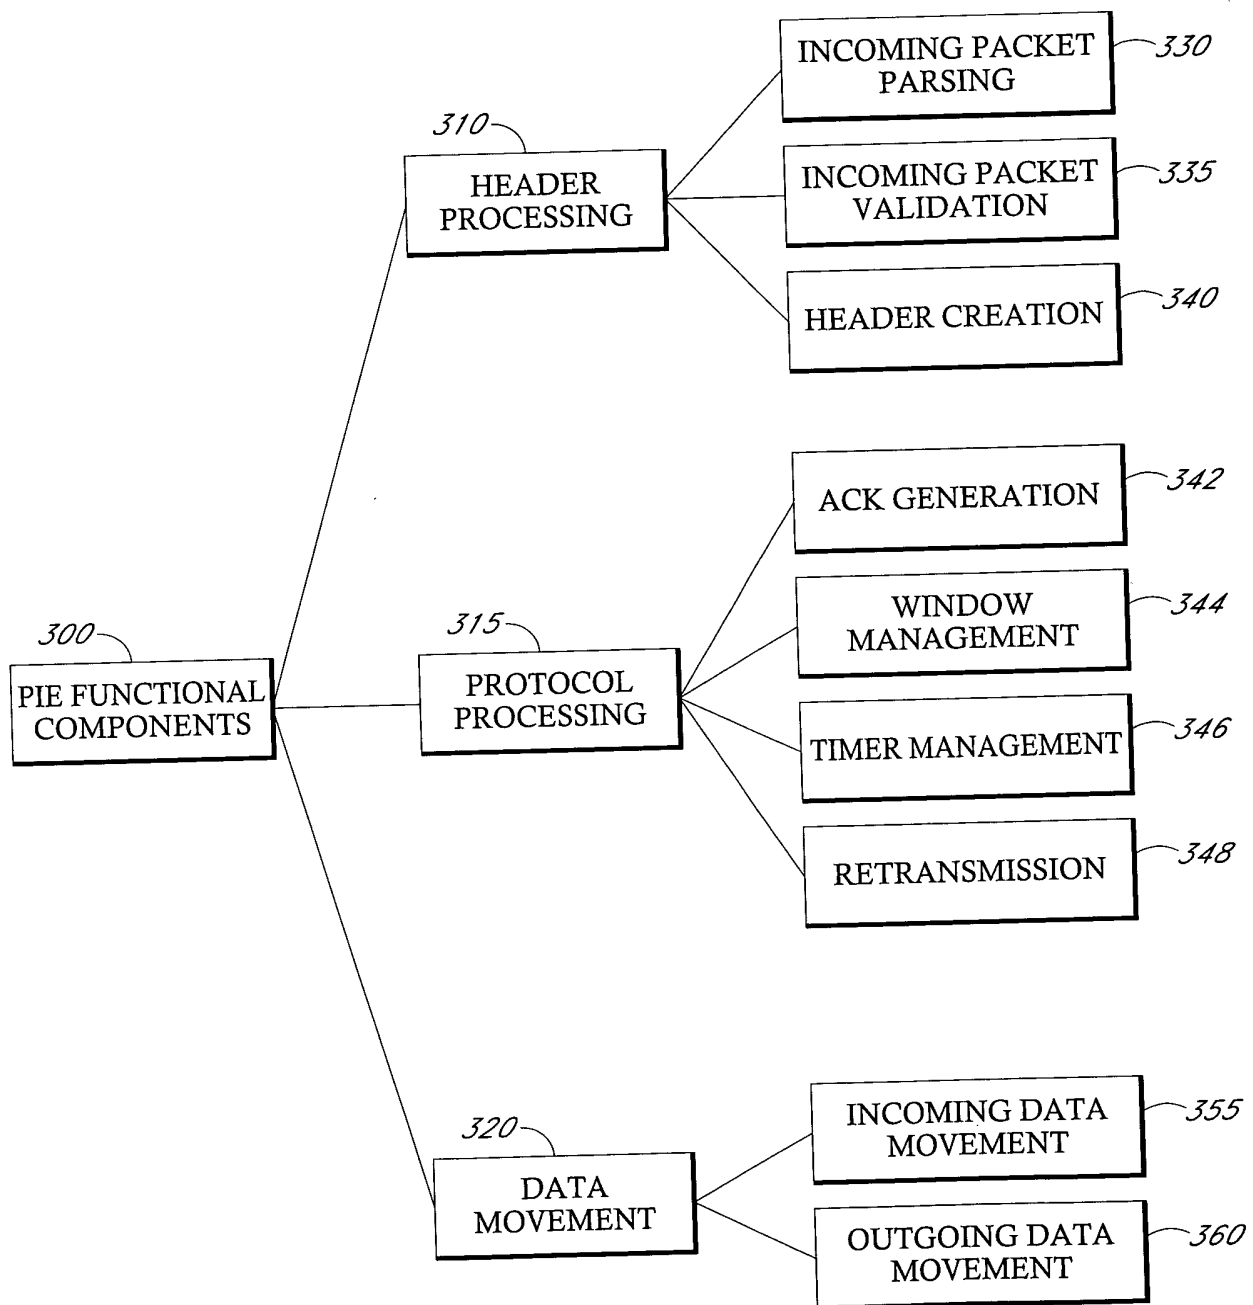 INCOMING PACKET
PARSING
330
310
HEADER
PROCESSING
INCOMING PACKET
VALIDATION
335
HEADER CREATION
340
ACK GENERATION
342
WINDOW
MANAGEMENT
344
300
PIE FUNCTIONAL
COMPONENTS
315
PROTOCOL
PROCESSING
TIMER MANAGEMENT
346
RETRANSMISSION
348
320
DATA
MOVEMENT
INCOMING DATA
MOVEMENT
355
OUTGOING DATA
MOVEMENT
360